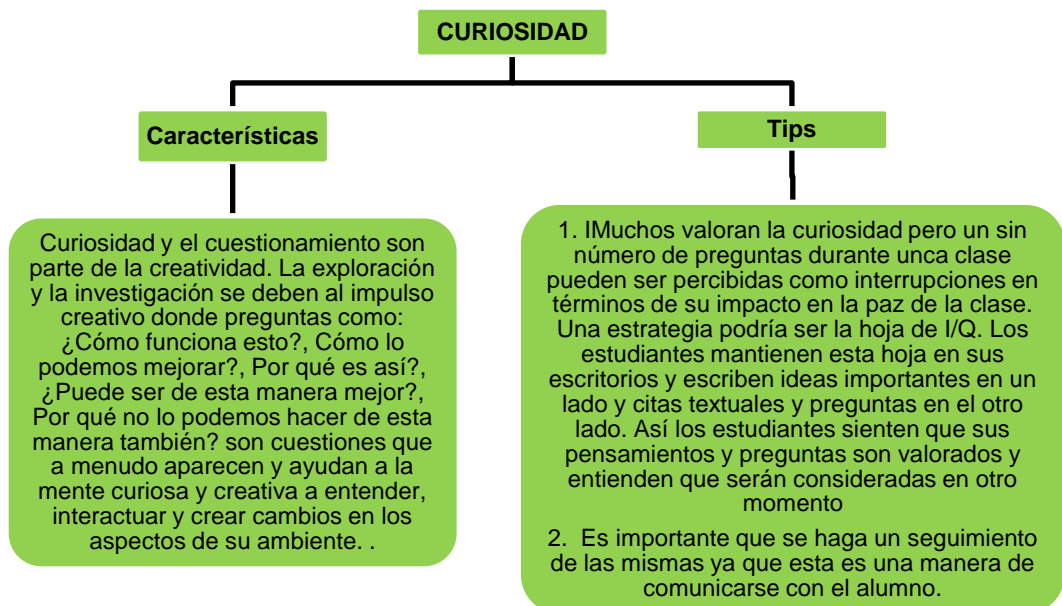 CURIOSIDAD
Características
Curiosidad y el cuestionamiento son
parte de la creatividad. La exploración
y la investigación se deben al impulso
creativo donde preguntas como:
¿Cómo funciona esto?, Cómo lo
podemos mejorar?, Por qué es así?,
¿Puede ser de esta manera mejor?,
Por qué no lo podemos hacer de esta
manera también? son cuestiones que
a menudo aparecen y ayudan a la
mente curiosa y creativa a entender,
interactuar y crear cambios en los
aspectos de su ambiente. .
Tips
1. IMuchos valoran la curiosidad pero un sin
número de preguntas durante unca clase
pueden ser percibidas como interrupciones en
términos de su impacto en la paz de la clase.
Una estrategia podría ser la hoja de I/Q. Los
estudiantes mantienen esta hoja en sus
escritorios y escriben ideas importantes en un
lado y citas textuales y preguntas en el otro
lado. Así los estudiantes sienten que sus
pensamientos y preguntas son valorados y
entienden que serán consideradas en otro
momento
2. Es importante que se haga un seguimiento
de las mismas ya que esta es una manera de
comunicarse con el alumno.